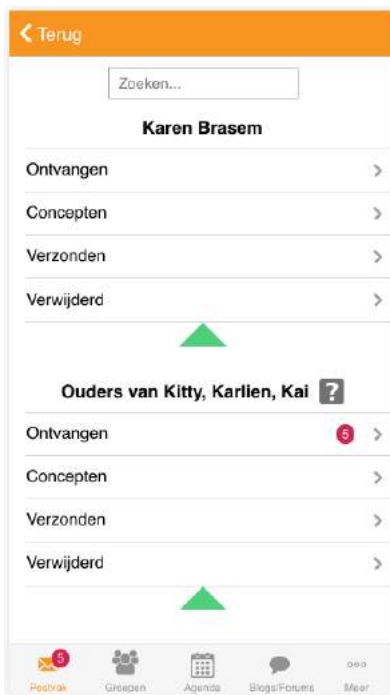 Terug
Zoeken...
Karen Brasem
Ontvangen
Concepten
Verzonden
Verwijderd
Ouders van Kitty, Karlien, Kai ?
Ontvangen 5
Concepten
Verzonden
Verwijderd
5
Postvak Groepen Agenda Blogs/Forums Meer